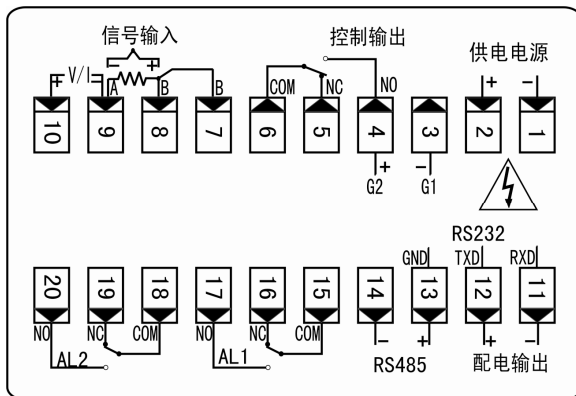 信号输入 控制输出 供电电源
+ V/I - A + B B COM NC NO + -
10 9 8 7 6 5 4 3 2 1
+ -
G2 G1
RS232
GND TXD RXD
20 19 18 17 16 15 14 13 12 11
NO NC COM NO NC COM - + + -
AL2 AL1 RS485 配电输出